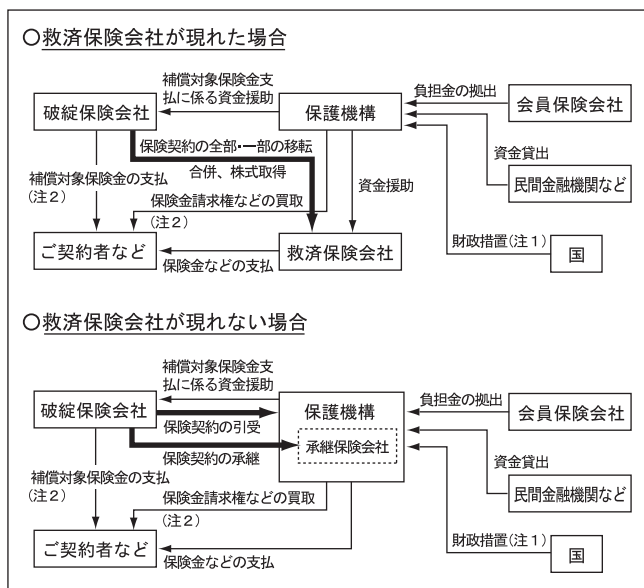 ○救済保険会社が現れた場合
補償対象保険金支
払に係る資金援助
負担金の拠出
破綻保険会社
保護機構
会員保険会社
保険契約の全部・一部の移転
資金貸出
合併、株式取得
補償対象保険金の支払
(注2)
保険金請求権などの買取
(注2)
資金援助
民間金融機関など
財政措置(注1)
ご契約者など
保険金などの支払
救済保険会社
国
○救済保険会社が現れない場合
補償対象保険金支
払に係る資金援助
負担金の拠出
破綻保険会社
保護機構
会員保険会社
保険契約の引受
承継保険会社
保険契約の承継
資金貸出
補償対象保険金の支払
(注2)
民間金融機関など
保険金請求権などの買取
(注2)
財政措置(注1)
ご契約者など
保険金などの支払
国